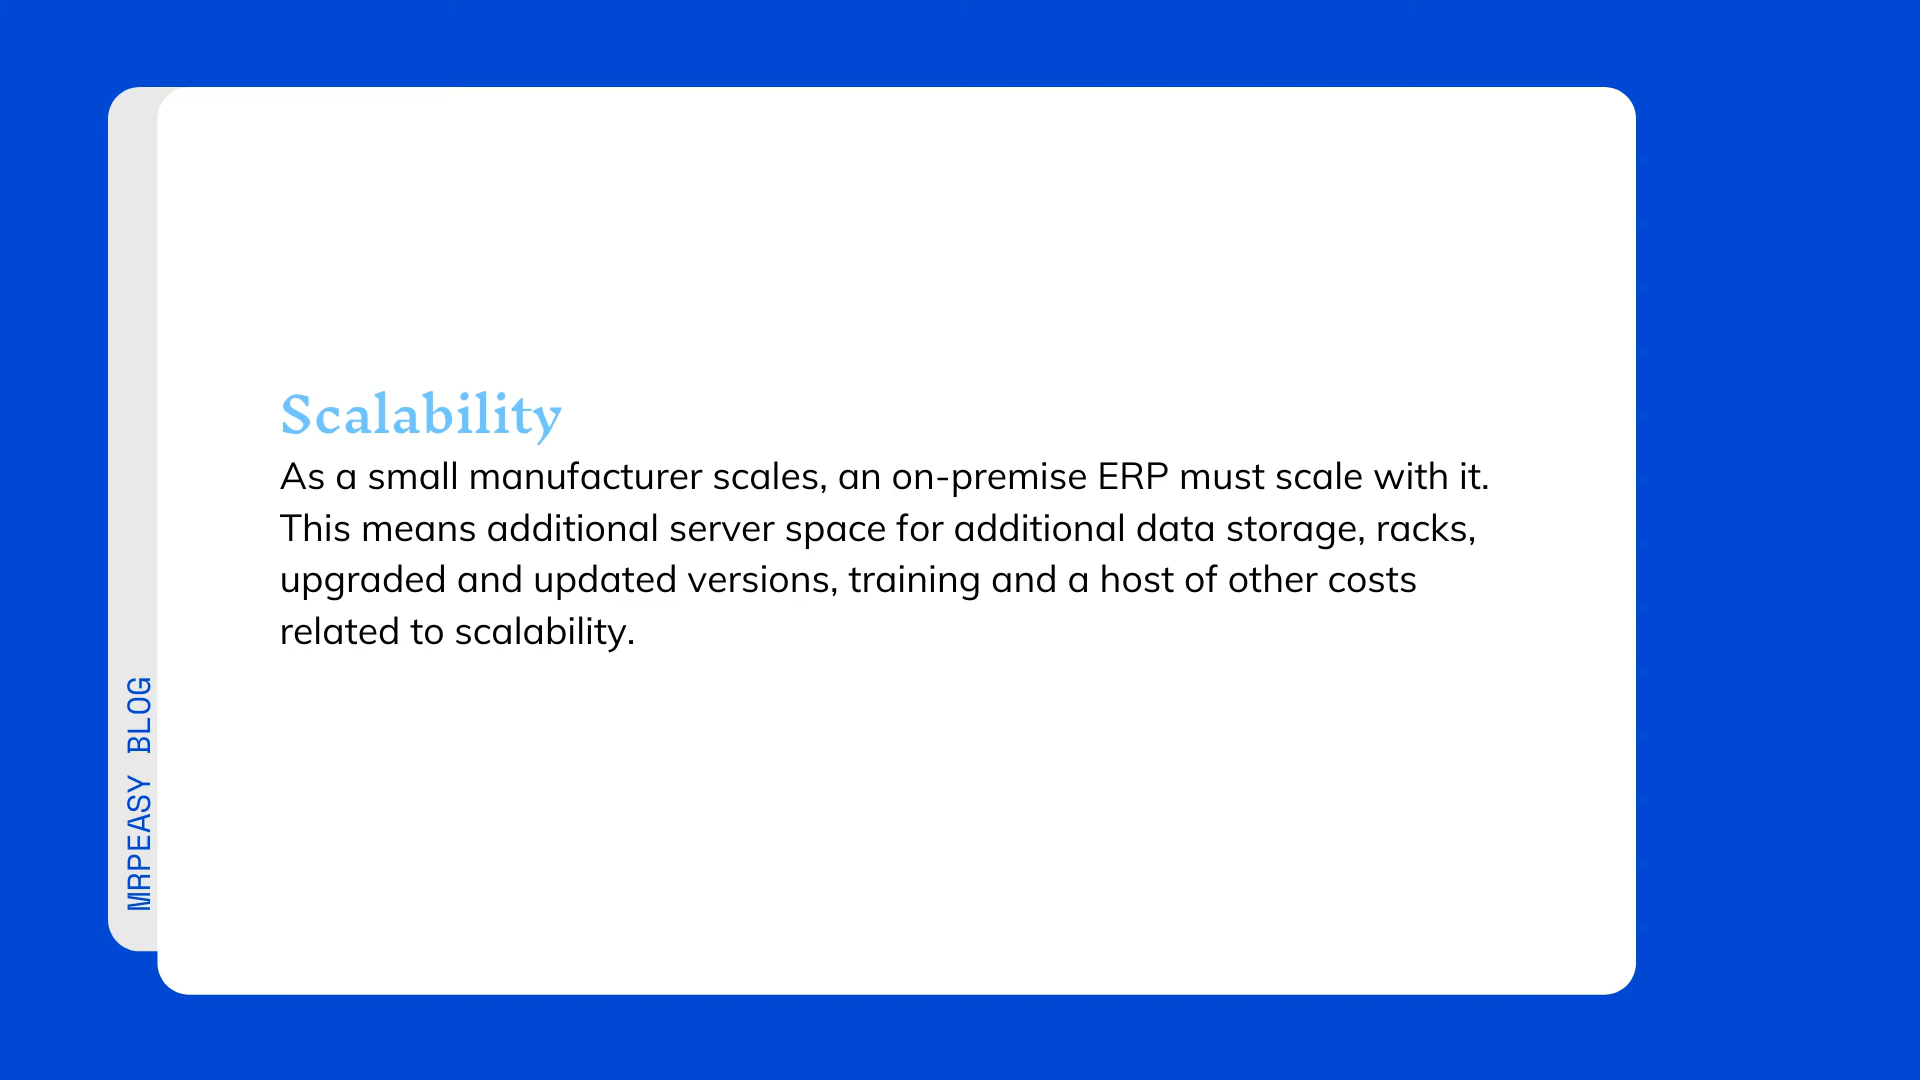 Scalability
As a small manufacturer scales, an on-premise ERP must scale with it.
This means additional server space for additional data storage, racks,
upgraded and updated versions, training and a host of other costs
related to scalability.
MRPEASY BLOG